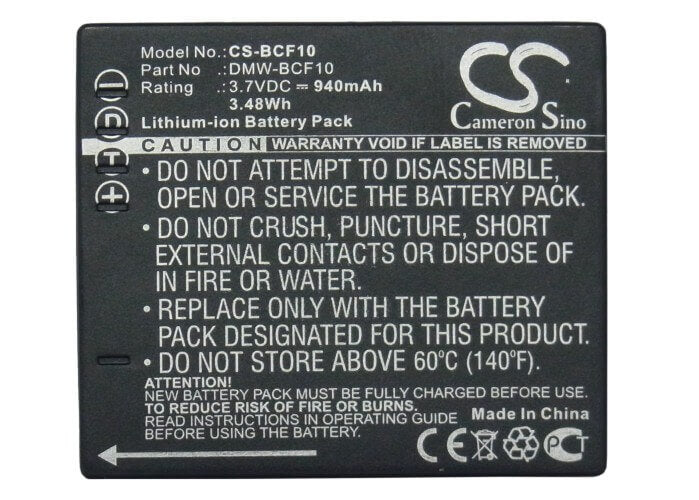 Model No.: CS-BCF10
Part No : DMW-BCF10
Rating : 3.7VDC ⎓ 940mAh
3.48Wh
Lithium-ion Battery Pack
CS
Cameron Sino
CAUTION WARRANTY VOID IF LABEL IS REMOVED
• DO NOT ATTEMPT TO DISASSEMBLE,
OPEN OR SERVICE THE BATTERY PACK.
• DO NOT CRUSH, PUNCTURE, SHORT
EXTERNAL CONTACTS OR DISPOSE OF
IN FIRE OR WATER.
• REPLACE ONLY WITH THE BATTERY
PACK DESIGNATED FOR THIS PRODUCT.
• DO NOT STORE ABOVE 60°C (140°F).
ATTENTION!
NEW BATTERY PACK MUST BE FULLY CHARGED BEFORE USE.
TO REDUCE RISK OF FIRE OR BURNS.
READ INSTRUCTIONS IN OPERATING GUIDE.
Made In China
− D T +
CE PCT